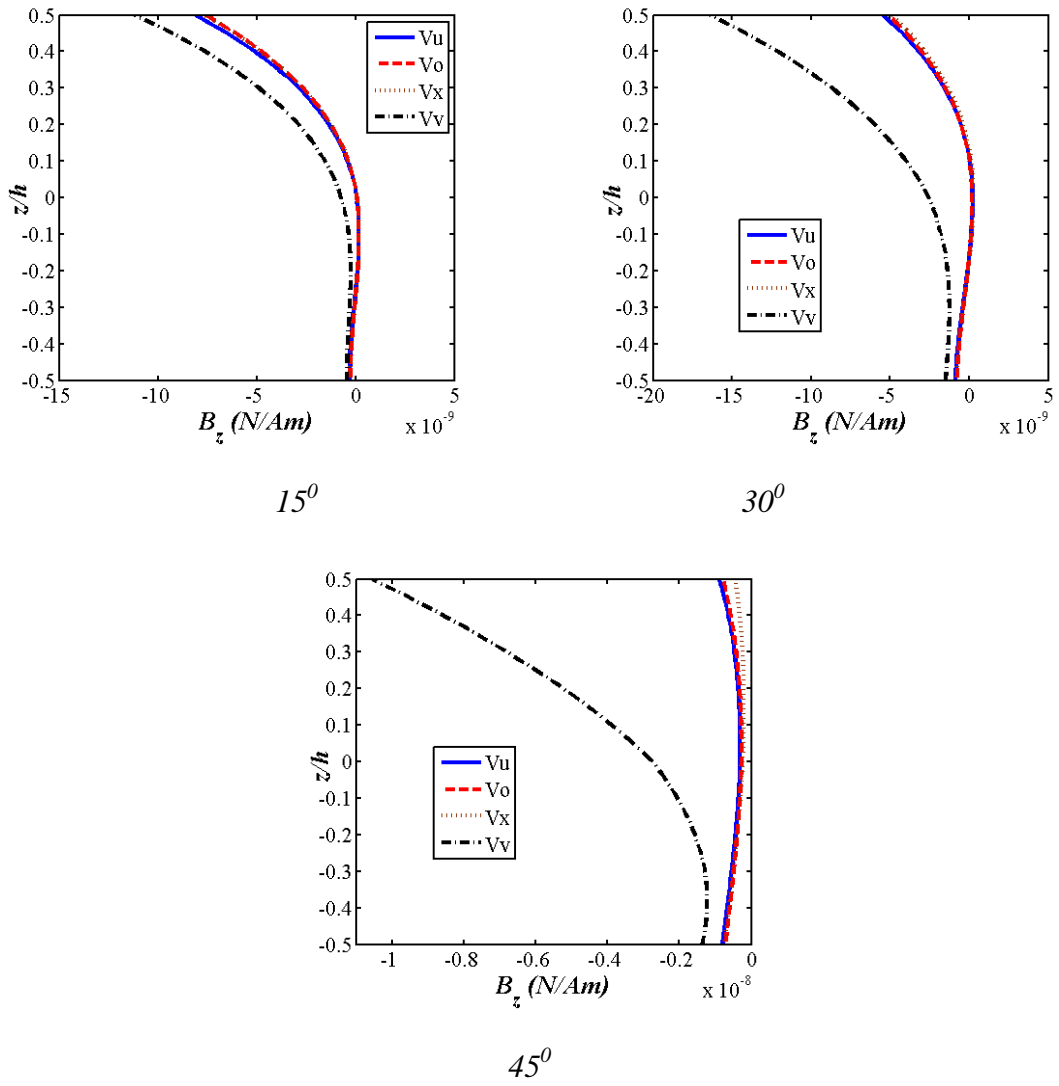 0.5
0.4
0.3
0.2
0.1
0
-0.1
-0.2
-0.3
-0.4
-0.5
z/h
-15 -10 -5 0 5
B_z (N/Am)
x 10^-9
Vu
Vo
Vx
Vv
15^0
0.5
0.4
0.3
0.2
0.1
0
-0.1
-0.2
-0.3
-0.4
-0.5
z/h
-20 -15 -10 -5 0 5
B_z (N/Am)
x 10^-9
Vu
Vo
Vx
Vv
30^0
0.5
0.4
0.3
0.2
0.1
0
-0.1
-0.2
-0.3
-0.4
-0.5
z/h
-1 -0.8 -0.6 -0.4 -0.2 0
B_z (N/Am)
x 10^-8
Vu
Vo
Vx
Vv
45^0